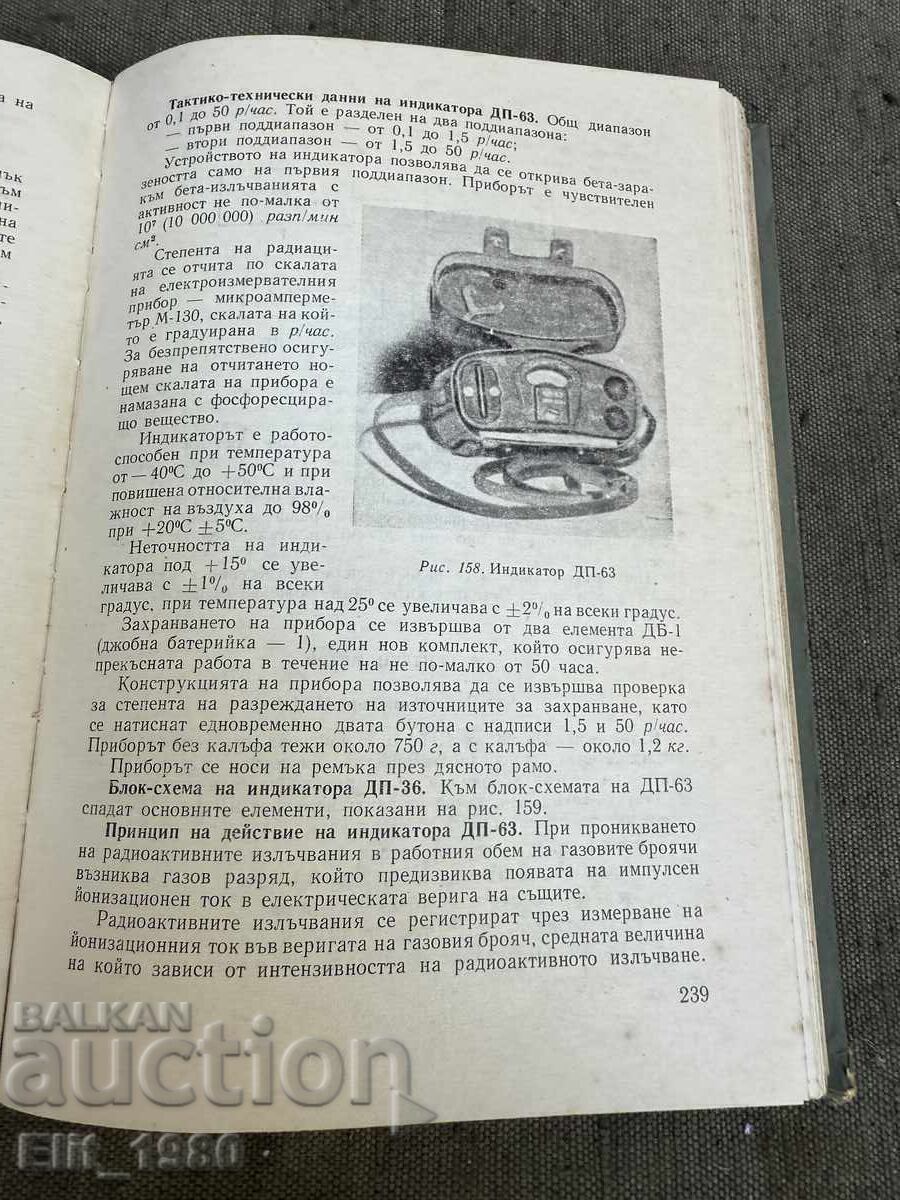 а на
лък
към
ни-
на
те
м
Тактико-технически данни на индикатора ДП-63. Общ диапазон
от 0,1 до 50 р/час. Той е разделен на два поддиапазона:
— първи поддиапазон — от 0,1 до 1,5 р/час;
— втори поддиапазон — от 1,5 до 50 р/час.
Устройството на индикатора позволява да се открива бета-зара-
зеността само на първия поддиапазон. Приборът е чувствителен
към бета-излъчванията с
активност не по-малка от
10⁷ (10 000 000) разп/мин
см².
Степента на радиаци-
ята се отчита по скалата
на електроизмервателния
прибор — микроамперме-
тър М-130, скалата на кой-
то е градуирана в р/час.
За безпрепятствено осигу-
ряване на отчитането но-
щем скалата на прибора е
намазана с фосфоресцира-
що вещество.
Индикаторът е работо-
способен при температура
от —40°С до +50°С и при
повишена относителна вла-
жност на въздуха до 98%
при +20°С ±5°С.
Неточността на инди-
катора под +15° се уве-
личава с ±1% на всеки
градус, при температура над 25° се увеличава с ±2% на всеки градус.
Рис. 158. Индикатор ДП-63
Захранването на прибора се извършва от два елемента ДБ-1
(джобна батерийка — 1), един нов комплект, който осигурява не-
прекъсната работа в течение на не по-малко от 50 часа.
Конструкцията на прибора позволява да се извършва проверка
за степента на разреждането на източниците за захранване, като
се натиснат едновременно двата бутона с надписи 1,5 и 50 р/час.
Приборът без калъфа тежи около 750 г, а с калъфа — около 1,2 кг.
Приборът се носи на ремъка през дясното рамо.
Блок-схема на индикатора ДП-36. Към блок-схемата на ДП-63
спадат основните елементи, показани на рис. 159.
Принцип на действие на индикатора ДП-63. При проникването
на радиоактивните излъчвания в работния обем на газовите броячи
възниква газов разряд, който предизвиква появата на импулсен
йонизационен ток в електрическата верига на същите.
Радиоактивните излъчвания се регистрират чрез измерване на
йонизационния ток във веригата на газовия брояч, средната величина
на който зависи от интензивността на радиоактивното излъчване.
239
BALKAN
auction
Elit_1980